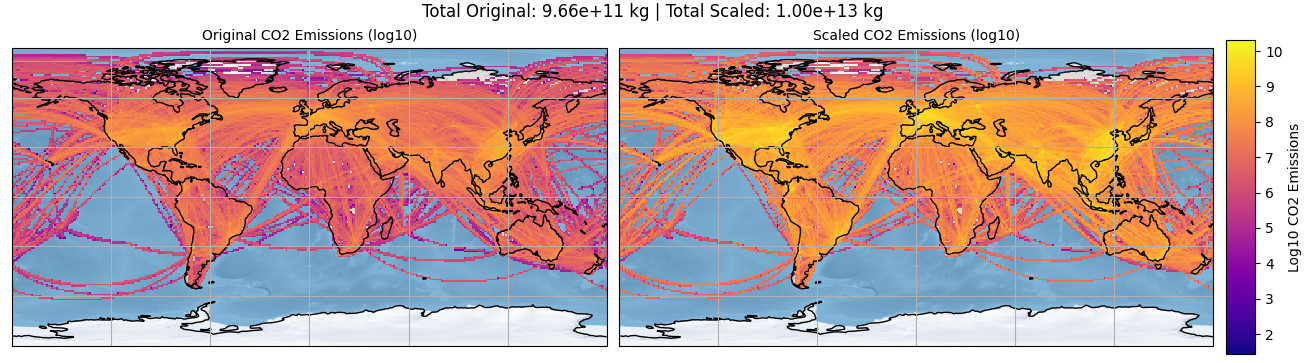 Total Original: 9.66e+11 kg | Total Scaled: 1.00e+13 kg
Original CO2 Emissions (log10)
Scaled CO2 Emissions (log10)
10
9
8
7
6
5
4
3
2
Log10 CO2 Emissions